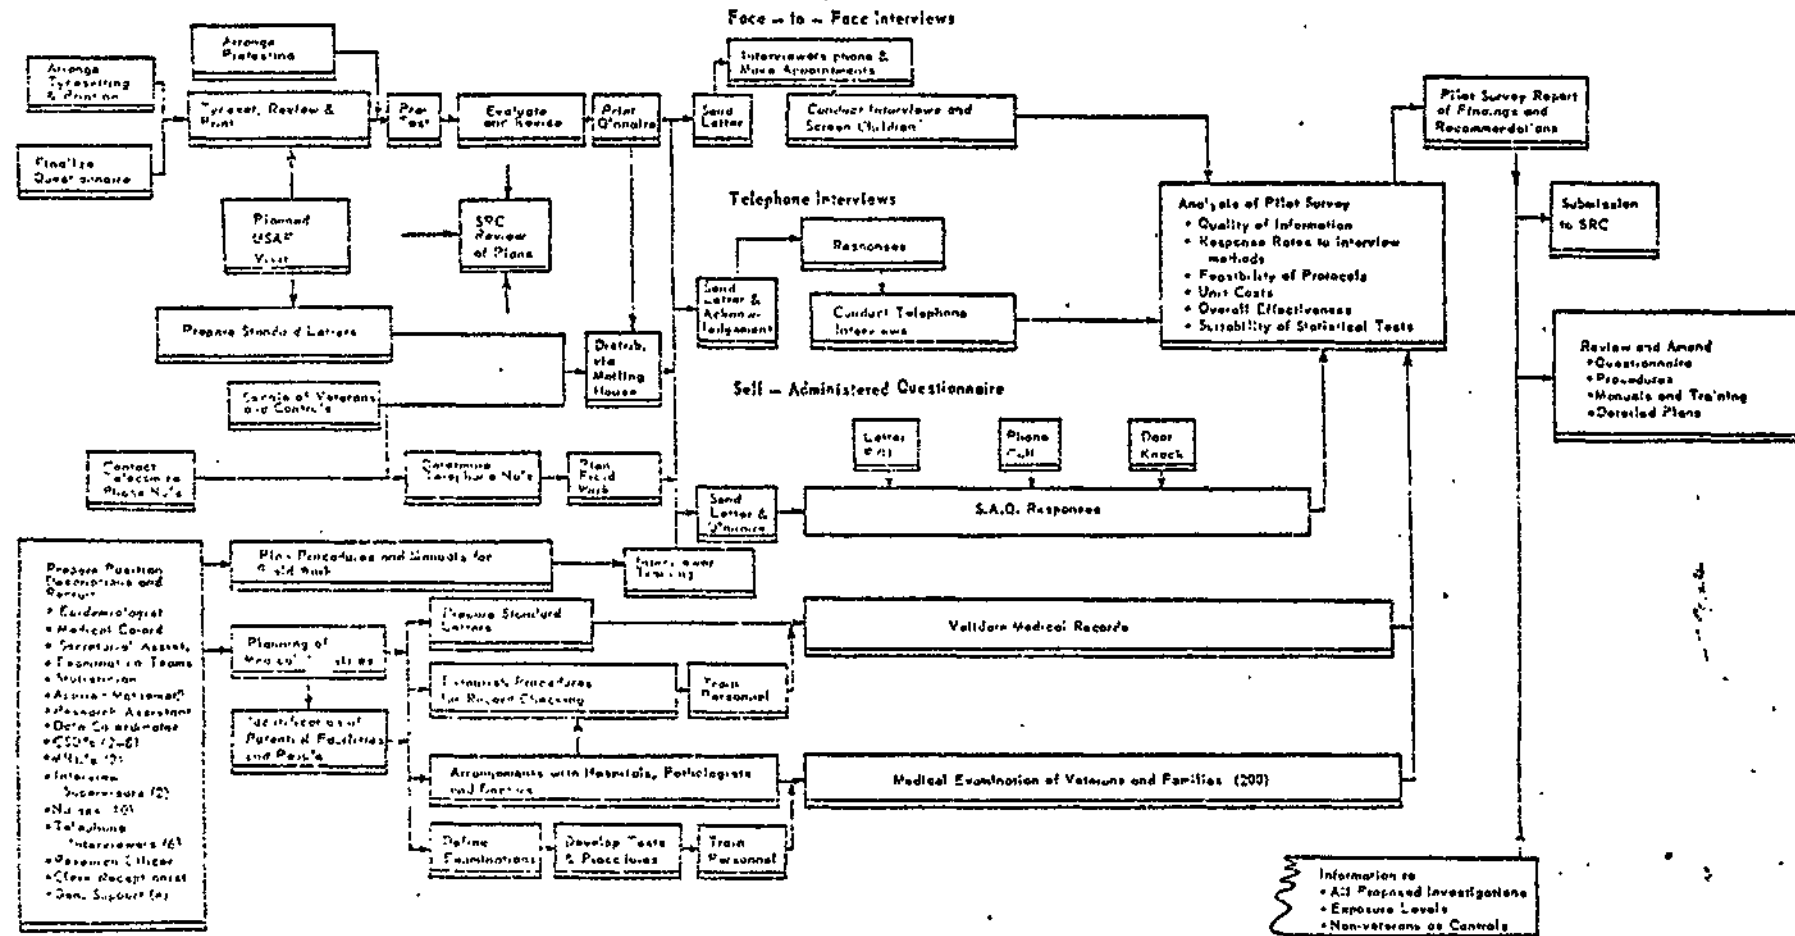 Face - to - Face Interviews
Arrange
Pretesting
Interviewers phone &
Make Appointments
Arrange
Typesetting
& Printing
Typeset, Review &
Print
Pre-
Test
Evaluate
and Revise
Print
Q'nnaire
Send
Letter
Conduct Interviews and
Screen Children
Pilot Survey Report
of Findings and
Recommendations
Finalize
Questionnaire
Planned
USAF
Visit
SRC
Review
of Plans
Telephone Interviews
Responses
Send
Letter &
Acknow-
ledgement
Conduct Telephone
Interviews
Analysis of Pilot Survey
• Quality of Information
• Response Rates to Interview
methods
• Feasibility of Protocols
• Unit Costs
• Overall Effectiveness
• Suitability of Statistical Tests
Submission
to SRC
Prepare Standard Letters
Distrib.
via
Mailing
House
Sample of Veterans
and Controls
Review and Amend
• Questionnaire
• Procedures
• Manuals and Training
• Detailed Plans
Self - Administered Questionnaire
Letter
Phone
Call
Door
Knock
Contact
Telecom re
Phone No's
Determine
Telephone No's
Plan
Field
Work
Send
Letter &
Q'nnaire
S.A.Q. Responses
Prepare Position
Descriptions and
Recruit
• Epidemiologist
• Medical Co-ord
• Secretarial Assist.
• Examination Teams
• Statistician
• Research Assistant
• Data Co-ordinator
• Interview
Supervisors (2)
• Telephone
Interviewers (6)
• Research Officer
• Clerk Receptionist
• Gen. Support
Plan Procedures and Manuals for
Field Work
Interviewer
Training
Planning of
Medical
Prepare Standard
Letters
Validate Medical Records
Establish Procedures
for Record Checking
Train
Personnel
Identification of
Potential Facilities
and People
Arrangements with Hospitals, Pathologists
and
Medical Examination of Veterans and Families (200)
Define
Examinations
Develop Tests
& Procedures
Train
Personnel
Information re
• All Proposed Investigations
• Exposure Levels
• Non-veterans as Controls